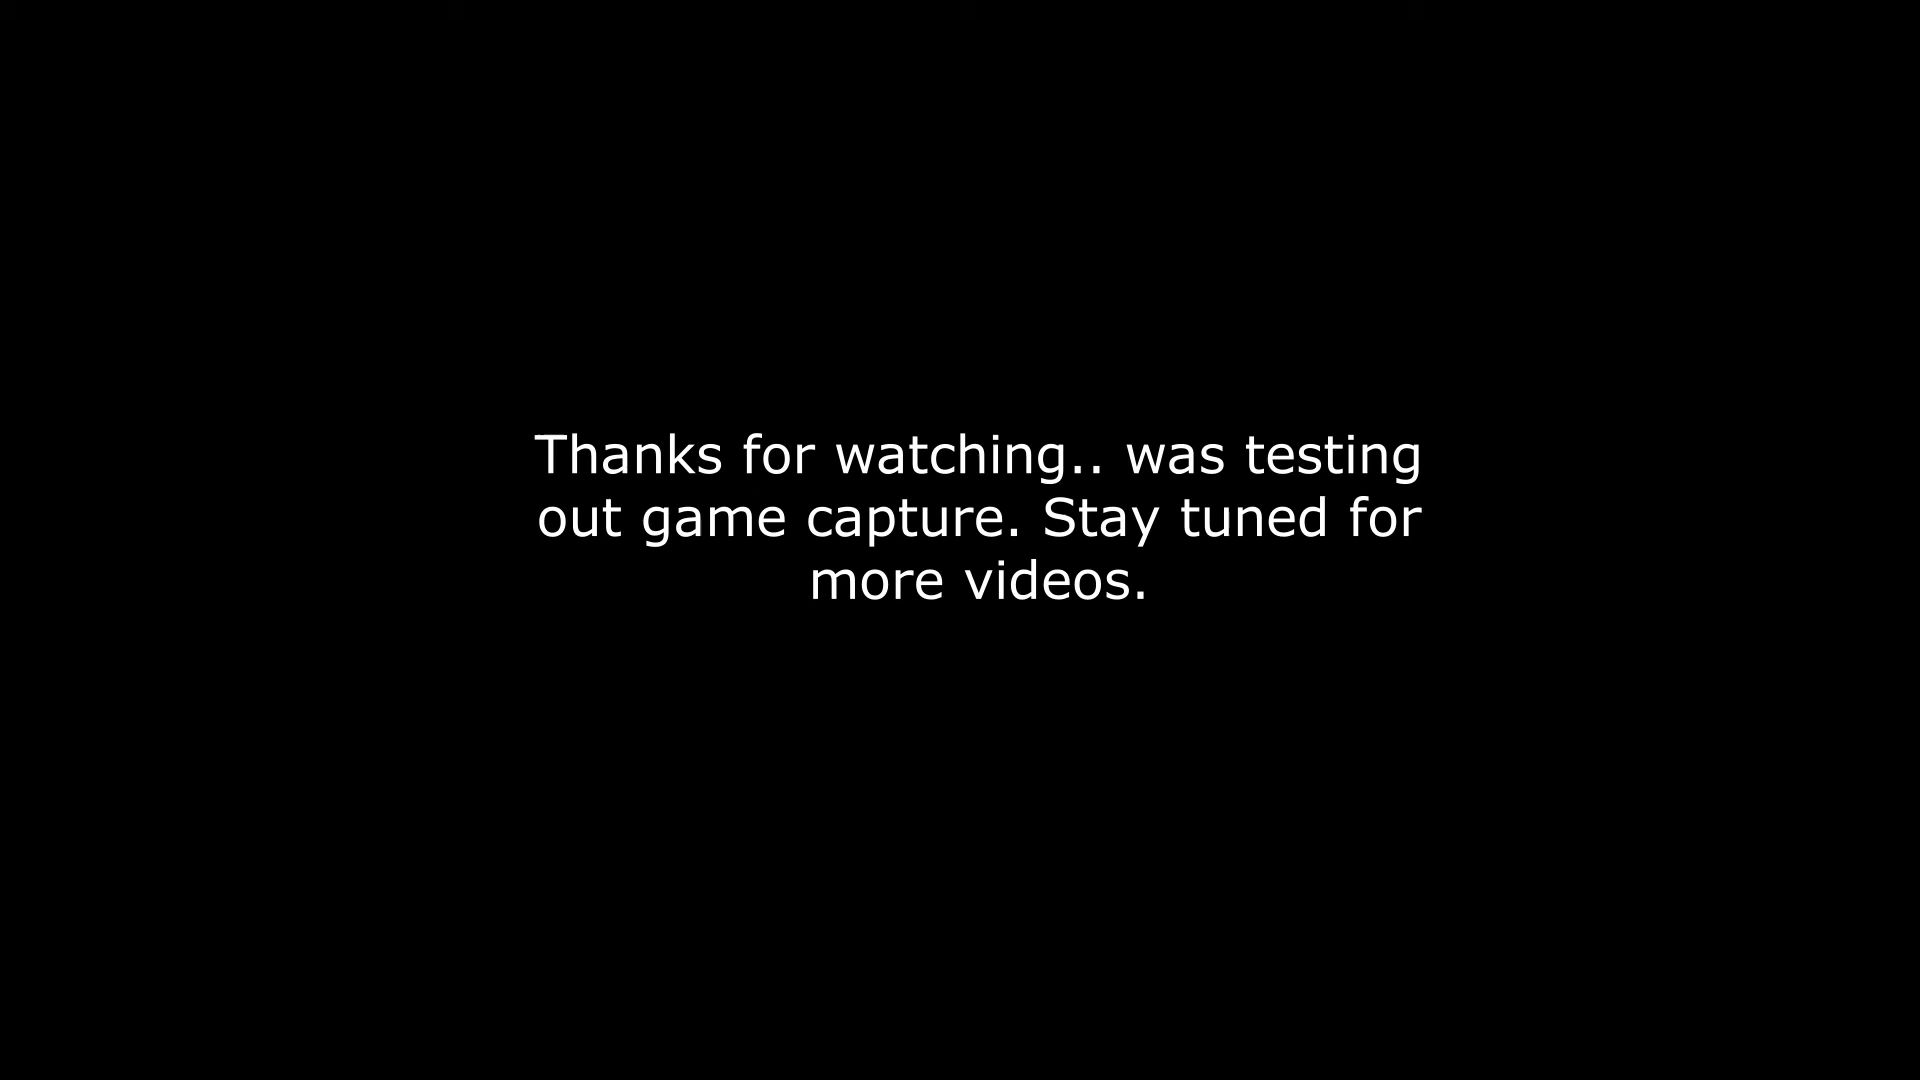 Thanks for watching.. was testing
out game capture. Stay tuned for
more videos.